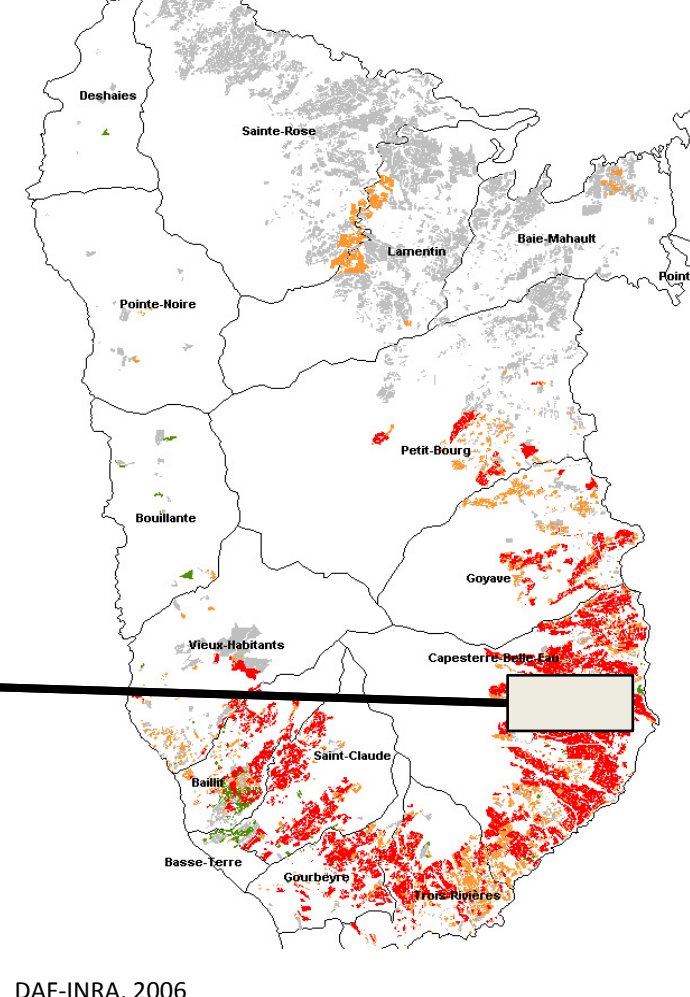 Deshaies
Sainte-Rose
Baie-Mahault
Lamentin
Point
Pointe-Noire
Petit-Bourg
Bouillante
Goyave
Vieux-Habitants
Capesterre-Belle-Eau
Saint-Claude
Baillif
Basse-Terre
Gourbeyre
Trois-Rivières
DAF-INRA, 2006